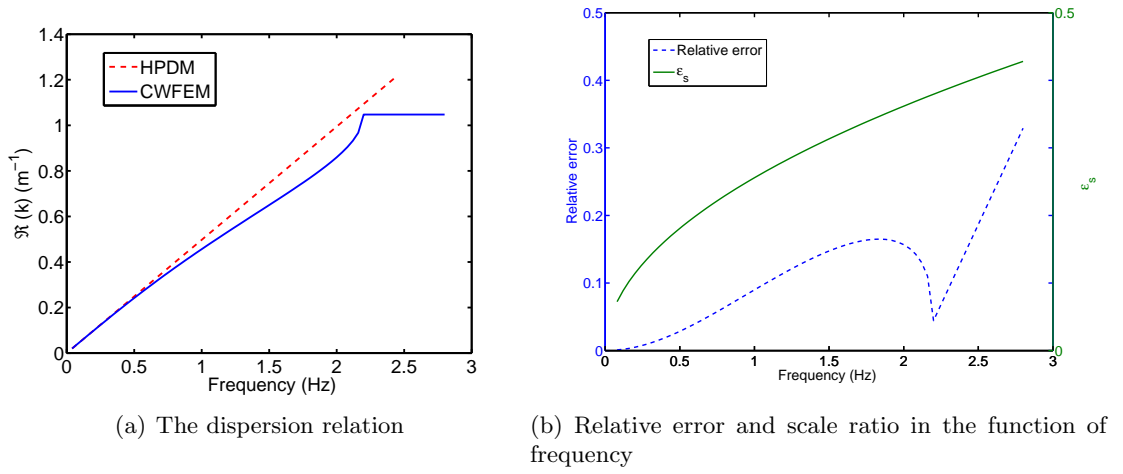 1.4
1.2
1
0.8
0.6
0.4
0.2
0
ℜ (k) (m⁻¹)
HPDM
CWFEM
0 0.5 1 1.5 2 2.5 3
Frequency (Hz)
(a) The dispersion relation
0.5
0.4
0.3
0.2
0.1
0
Relative error
Relative error
εₛ
0.5
0
εₛ
0 0.5 1 1.5 2 2.5 3
Frequency (Hz)
(b) Relative error and scale ratio in the function of
frequency